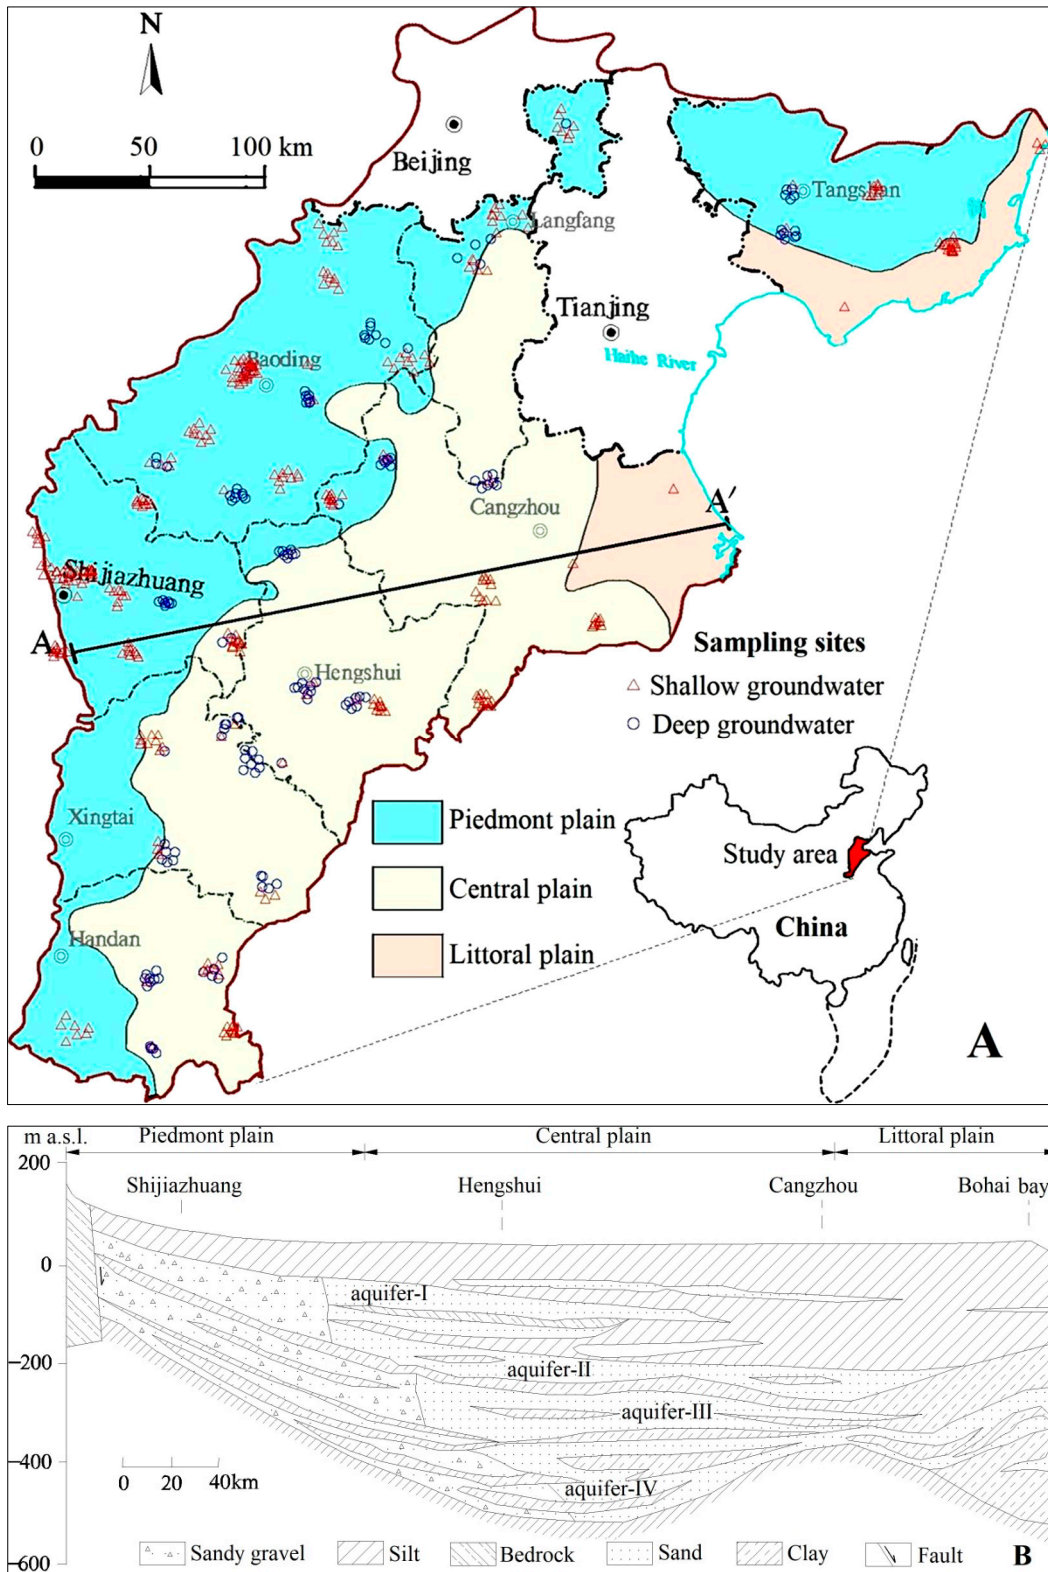 N
0 50 100 km
Beijing
Tangshan
Langfang
Tianjing
Haihe River
Baoding
Cangzhou
A′
Shijiazhuang
A
Sampling sites
Hengshui
Shallow groundwater
Deep groundwater
Xingtai
Piedmont plain
Study area
Central plain
China
Handan
Littoral plain
A
m a.s.l. Piedmont plain Central plain Littoral plain
200
Shijiazhuang Hengshui Cangzhou Bohai bay
0
aquifer-I
−200
aquifer-II
aquifer-III
−400
0 20 40km
aquifer-IV
Sandy gravel Silt Bedrock Sand Clay Fault B
−600